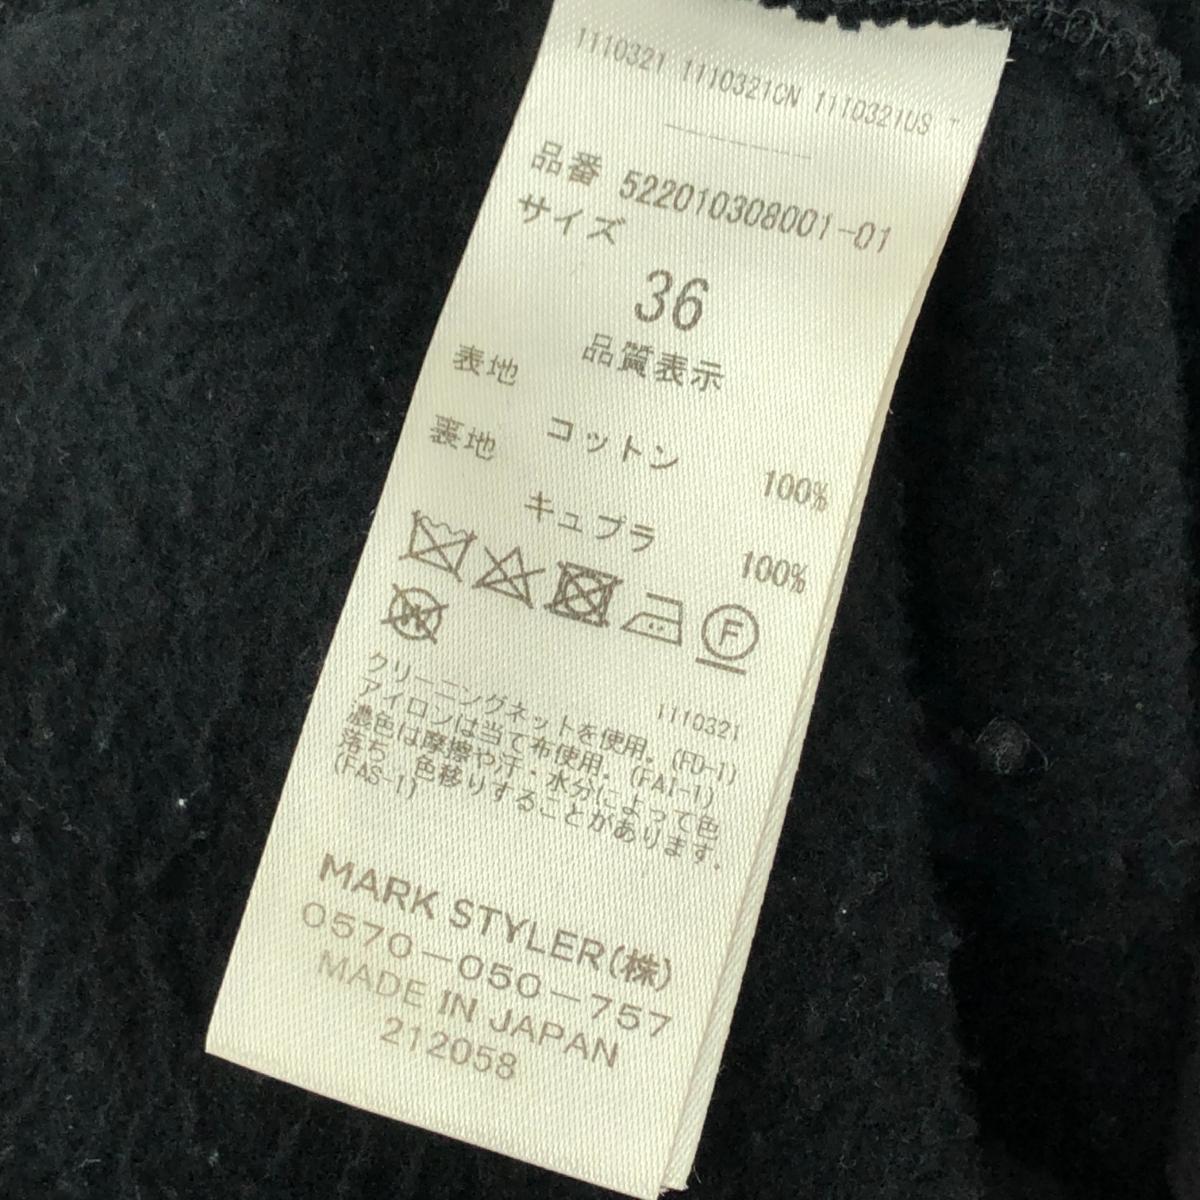 1110321 1110321CN 1110321US T
品番 522010308001-01
サイズ
36
品質表示
表地
コットン 100%
裏地
キュプラ 100%
F
W
1110321
クリーニングネットを使用。(FD-1)
アイロンは当て布使用。(FAI-1)
濃色は摩擦や汗・水分によって色
落ち、色移りすることがあります。
(FAS-1)
MARK STYLER(株)
0570-050-757
MADE IN JAPAN
212058